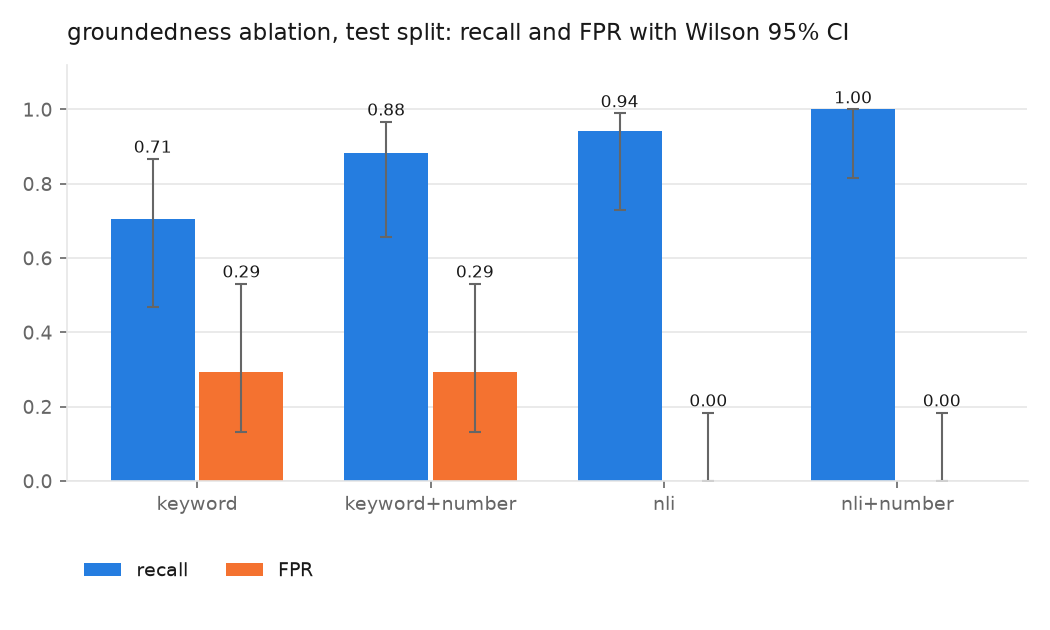 groundedness ablation, test split: recall and FPR with Wilson 95% CI
1.0
0.8
0.6
0.4
0.2
0.0
0.71
0.29
0.88
0.29
0.94
0.00
1.00
0.00
keyword
keyword+number
nli
nli+number
recall
FPR